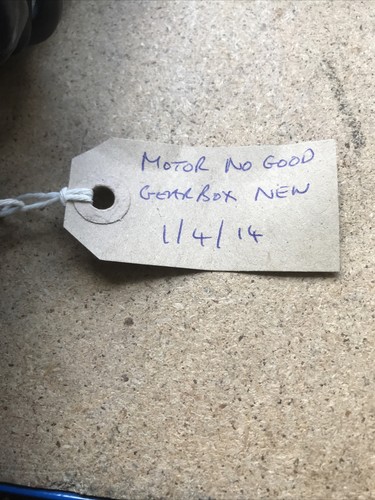 MOTOR NO GOOD
GEARBOX NEW
1/4/14